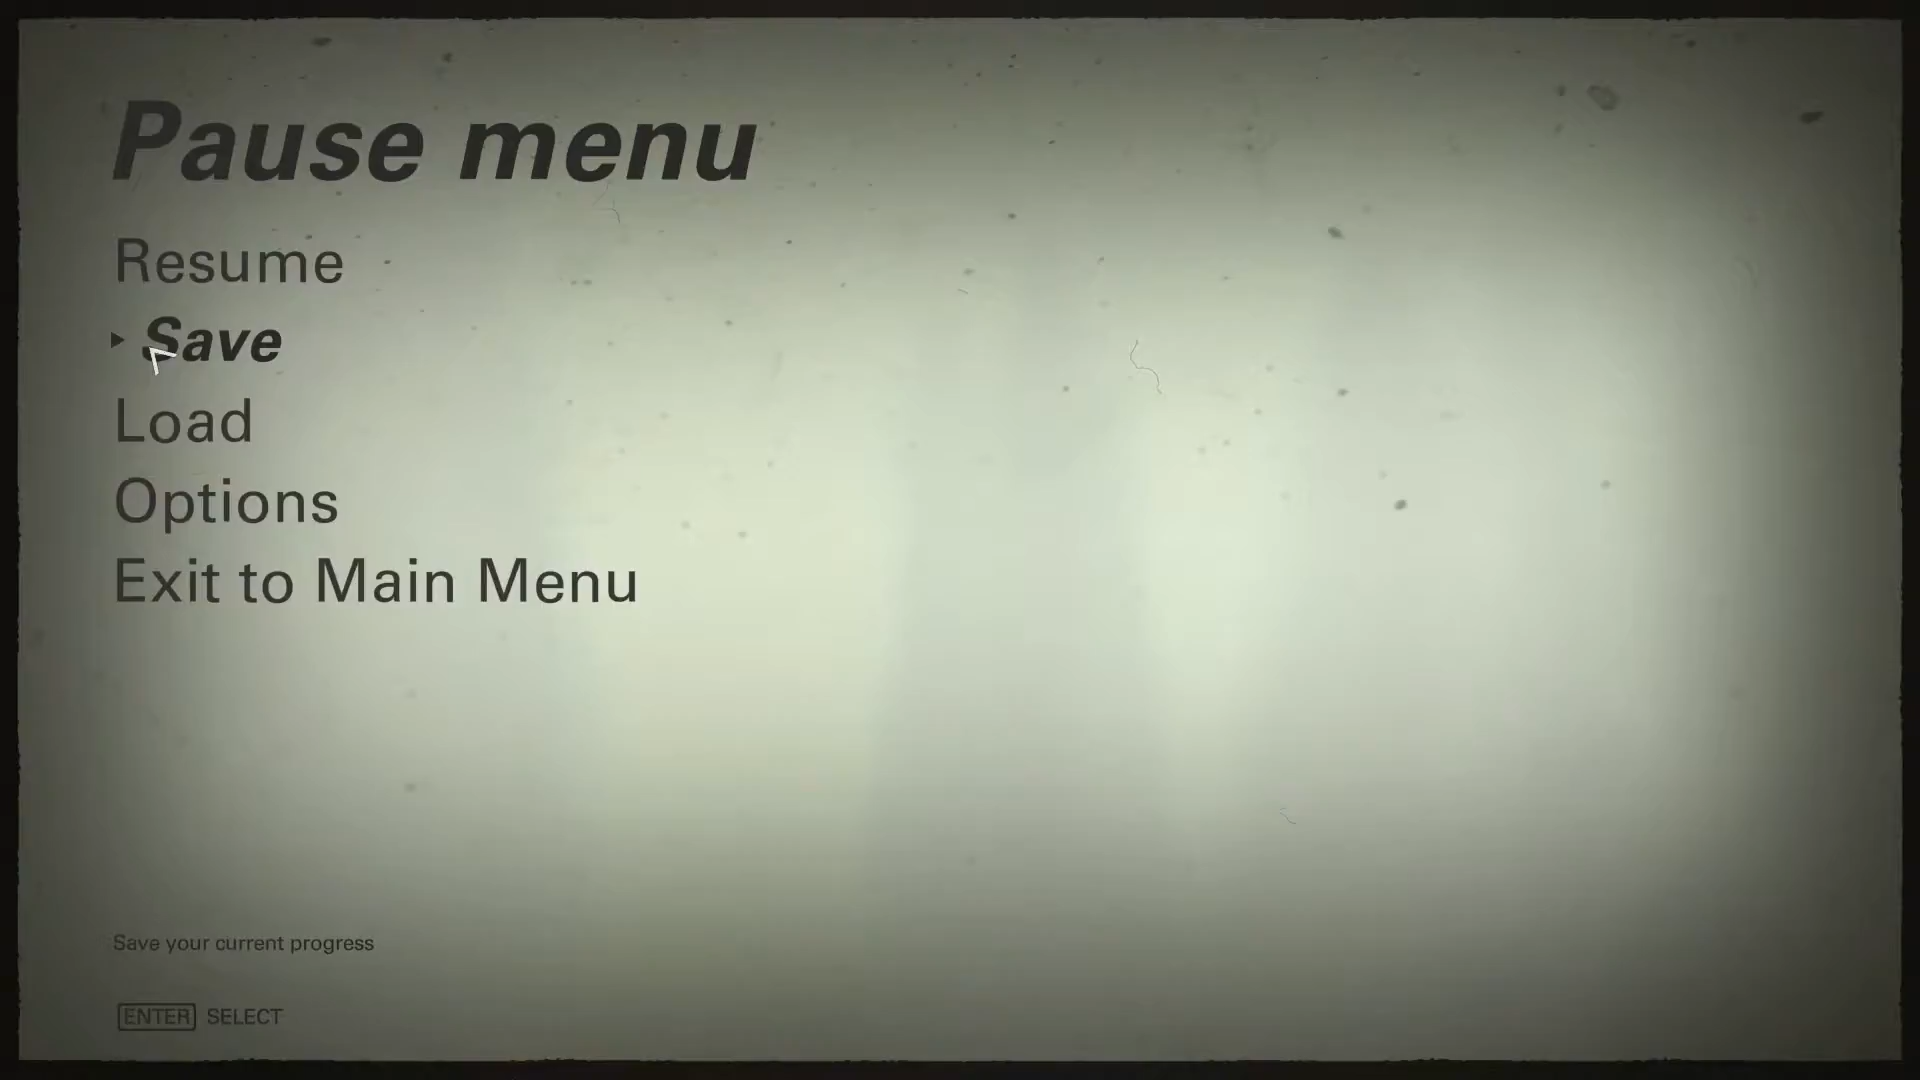 Pause menu
Resume
Save
Load
Options
Exit to Main Menu
Save your current progress
ENTER SELECT